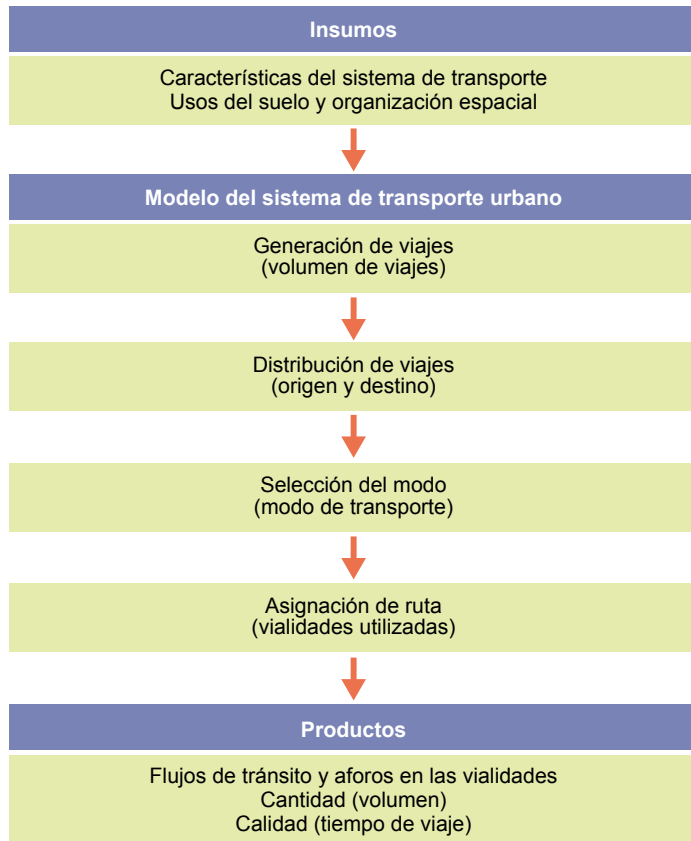 Insumos
Características del sistema de transporte
Usos del suelo y organización espacial
Modelo del sistema de transporte urbano
Generación de viajes
(volumen de viajes)
Distribución de viajes
(origen y destino)
Selección del modo
(modo de transporte)
Asignación de ruta
(vialidades utilizadas)
Productos
Flujos de tránsito y aforos en las vialidades
Cantidad (volumen)
Calidad (tiempo de viaje)